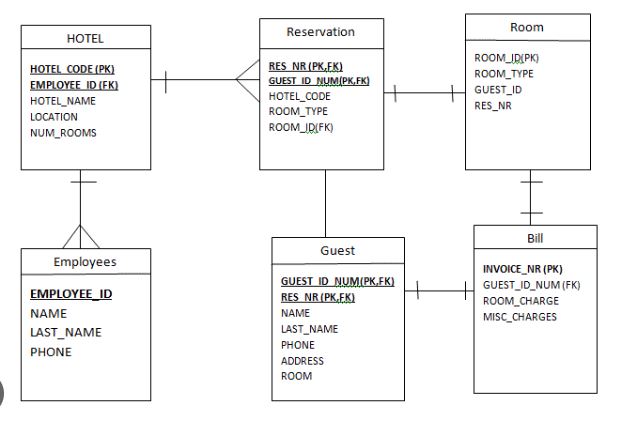 HOTEL
HOTEL_CODE (PK)
EMPLOYEE_ID (FK)
HOTEL_NAME
LOCATION
NUM_ROOMS
Reservation
RES_NR (PK,FK)
GUEST_ID_NUM(PK,FK)
HOTEL_CODE
ROOM_TYPE
ROOM_ID(FK)
Room
ROOM_ID(PK)
ROOM_TYPE
GUEST_ID
RES_NR
Employees
EMPLOYEE_ID
NAME
LAST_NAME
PHONE
Guest
GUEST_ID_NUM(PK,FK)
RES_NR (PK,FK)
NAME
LAST_NAME
PHONE
ADDRESS
ROOM
Bill
INVOICE_NR (PK)
GUEST_ID_NUM (FK)
ROOM_CHARGE
MISC_CHARGES